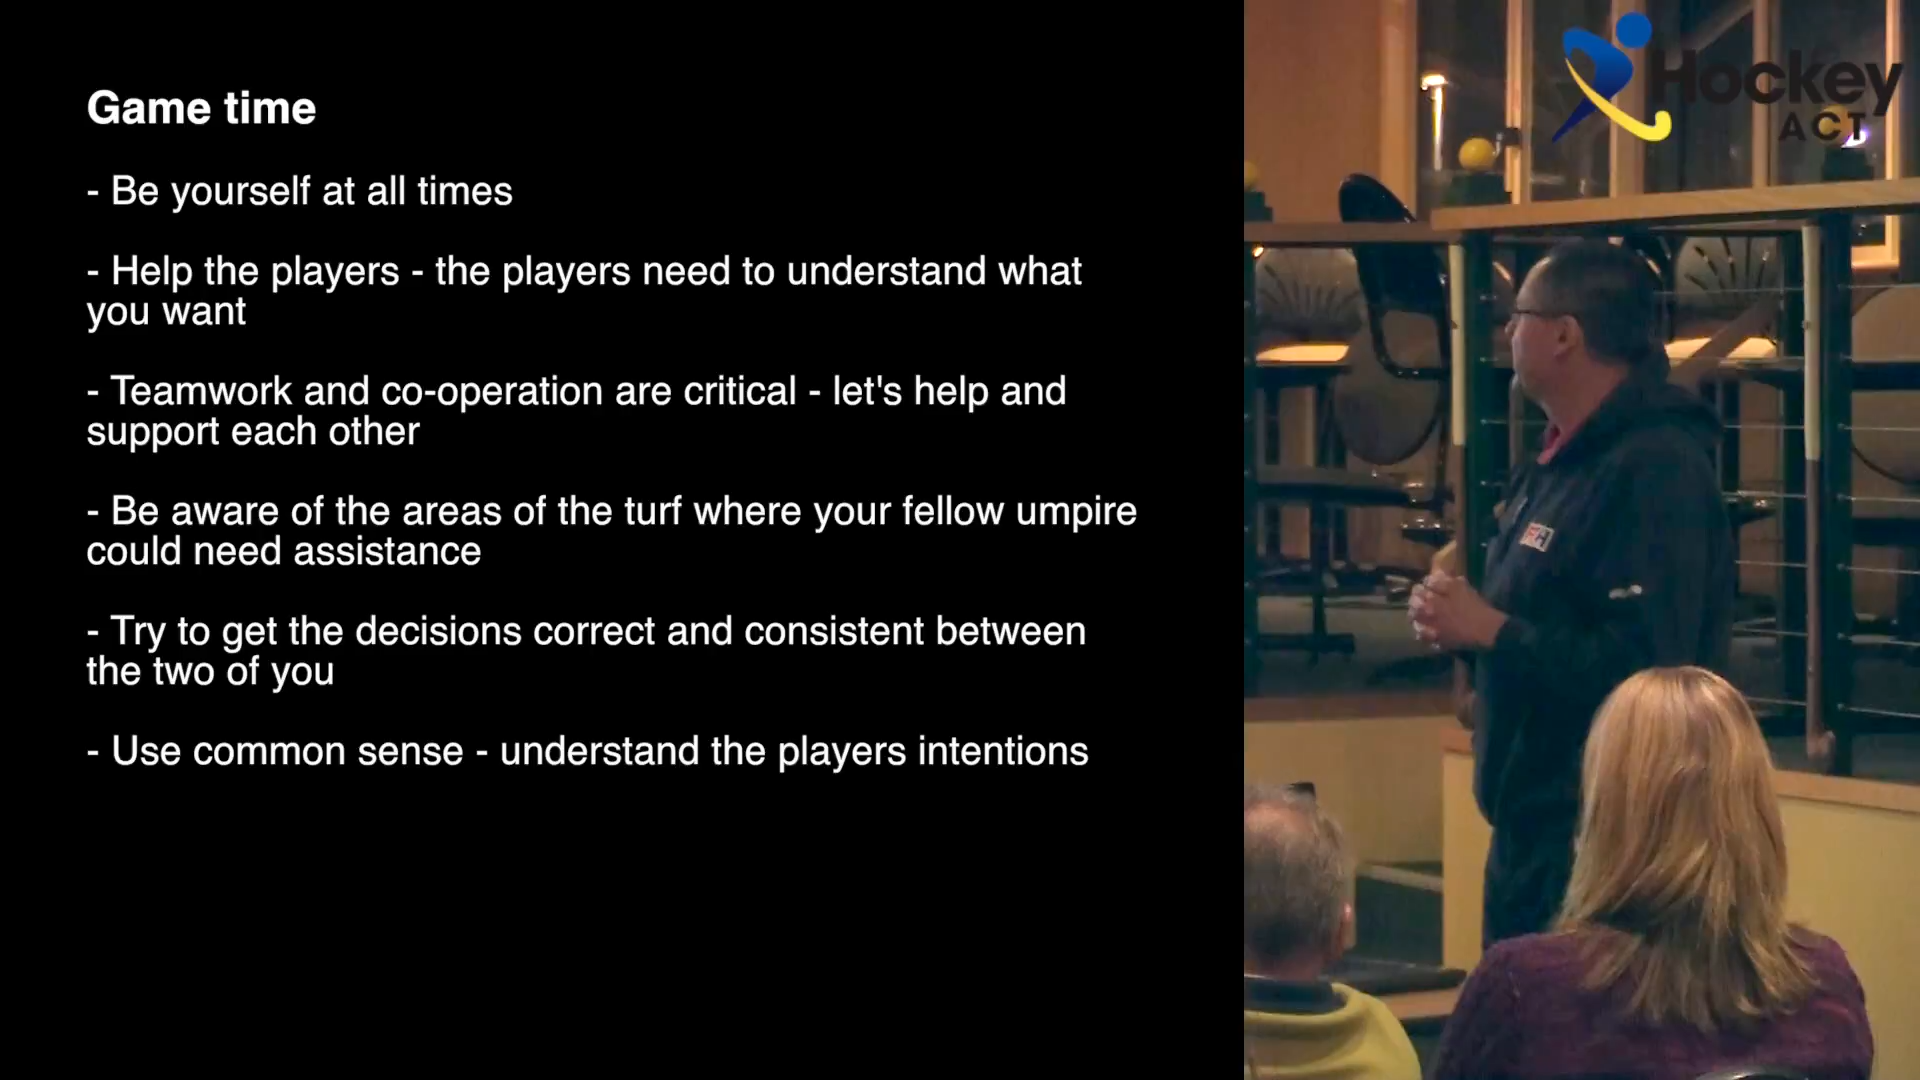 Game time
- Be yourself at all times
- Help the players - the players need to understand what
you want
- Teamwork and co-operation are critical - let's help and
support each other
- Be aware of the areas of the turf where your fellow umpire
could need assistance
- Try to get the decisions correct and consistent between
the two of you
- Use common sense - understand the players intentions
Hockey
ACT